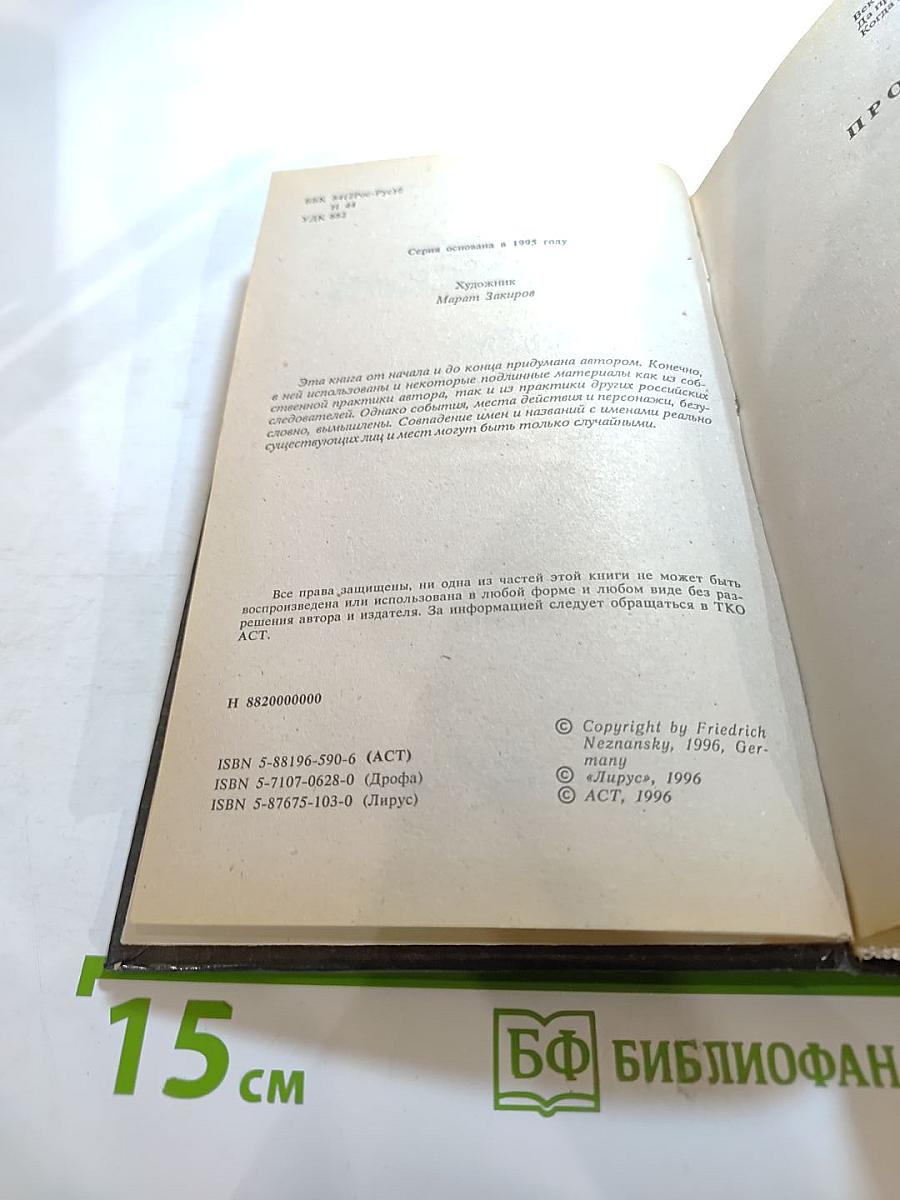 ББК 84(2Рос-Рус)6
Н 44
УДК 882
Серия основана в 1995 году
Художник
Марат Закиров
Эта книга от начала и до конца придумана автором. Конечно,
в ней использованы и некоторые подлинные материалы как из соб-
ственной практики автора, так и из практики других российских
следователей. Однако события, места действия и персонажи, безу-
словно, вымышлены. Совпадение имен и названий с именами реально
существующих лиц и мест могут быть только случайными.
Все права защищены, ни одна из частей этой книги не может быть
воспроизведена или использована в любой форме и любом виде без раз-
решения автора и издателя. За информацией следует обращаться в ТКО
АСТ.
Н 8820000000
ISBN 5-88196-590-6 (АСТ)
ISBN 5-7107-0628-0 (Дрофа)
ISBN 5-87675-103-0 (Лирус)
© Copyright by Friedrich
Neznansky, 1996, Ger-
many
© «Лирус», 1996
© АСТ, 1996
Да
Когда
ПРО
15 см
БФ БИБЛИОФАН